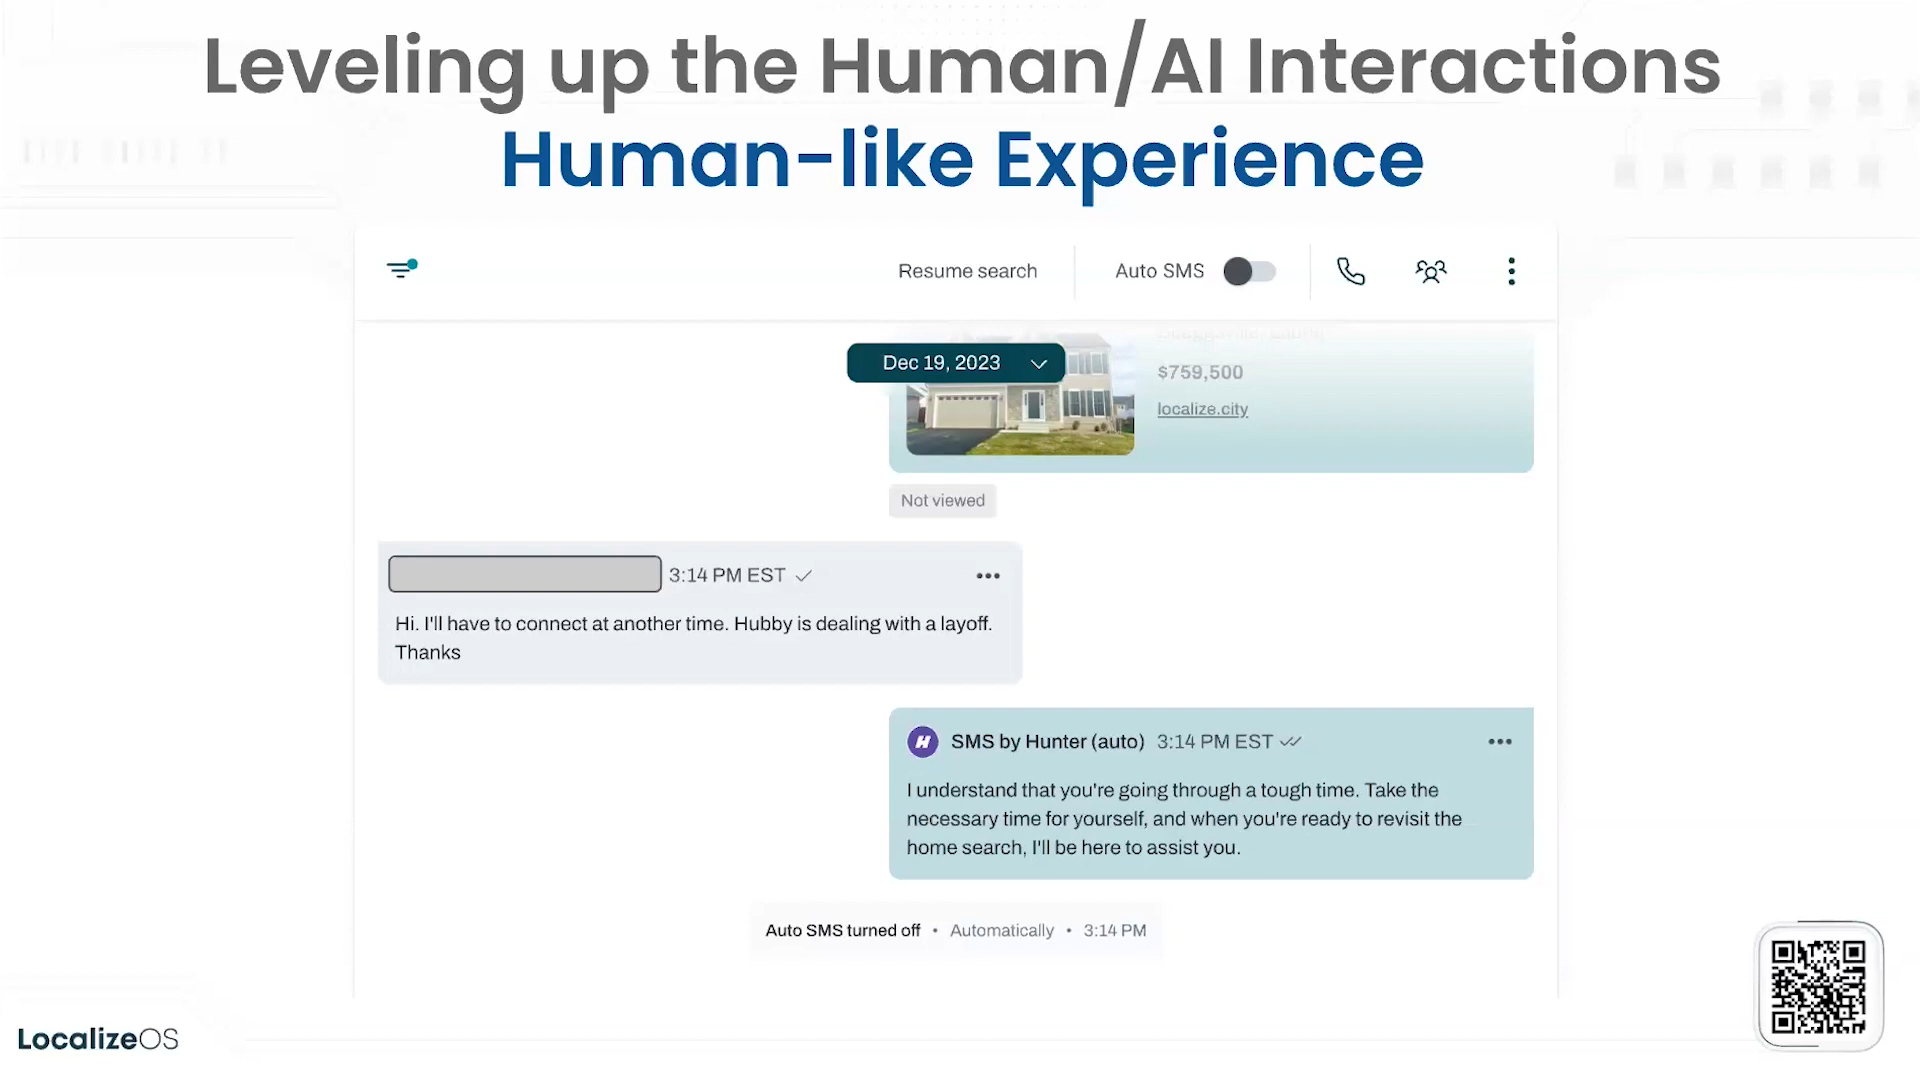 Leveling up the Human/AI Interactions
Human-like Experience
Resume search
Auto SMS
Dec 19, 2023
$759,500
localize.city
Not viewed
3:14 PM EST
Hi. I'll have to connect at another time. Hubby is dealing with a layoff.
Thanks
H SMS by Hunter (auto) 3:14 PM EST
I understand that you're going through a tough time. Take the
necessary time for yourself, and when you're ready to revisit the
home search, I'll be here to assist you.
Auto SMS turned off • Automatically • 3:14 PM
LocalizeOS